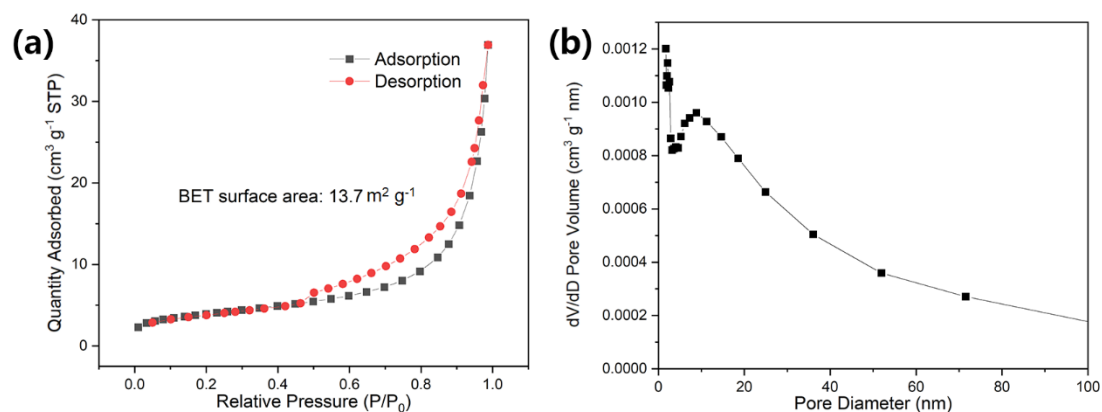 (a)
Quantity Adsorbed (cm³ g⁻¹ STP)
40
30
20
10
0
Adsorption
Desorption
BET surface area: 13.7 m² g⁻¹
0.0 0.2 0.4 0.6 0.8 1.0
Relative Pressure (P/P₀)
(b)
dV/dD Pore Volume (cm³ g⁻¹ nm)
0.0012
0.0010
0.0008
0.0006
0.0004
0.0002
0.0000
0 20 40 60 80 100
Pore Diameter (nm)